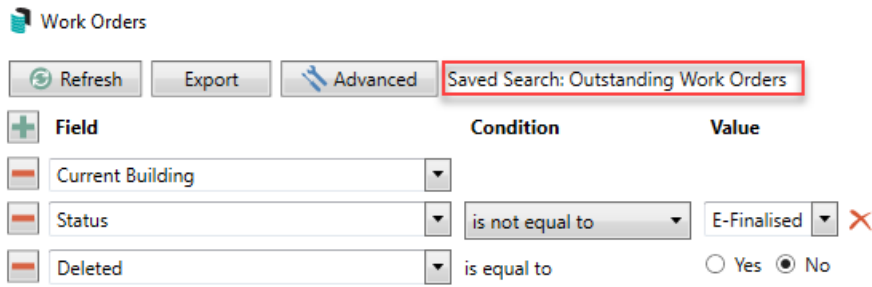 Work Orders
Refresh Export Advanced Saved Search: Outstanding Work Orders
Field Condition Value
Current Building
Status is not equal to E-Finalised
Deleted is equal to Yes No